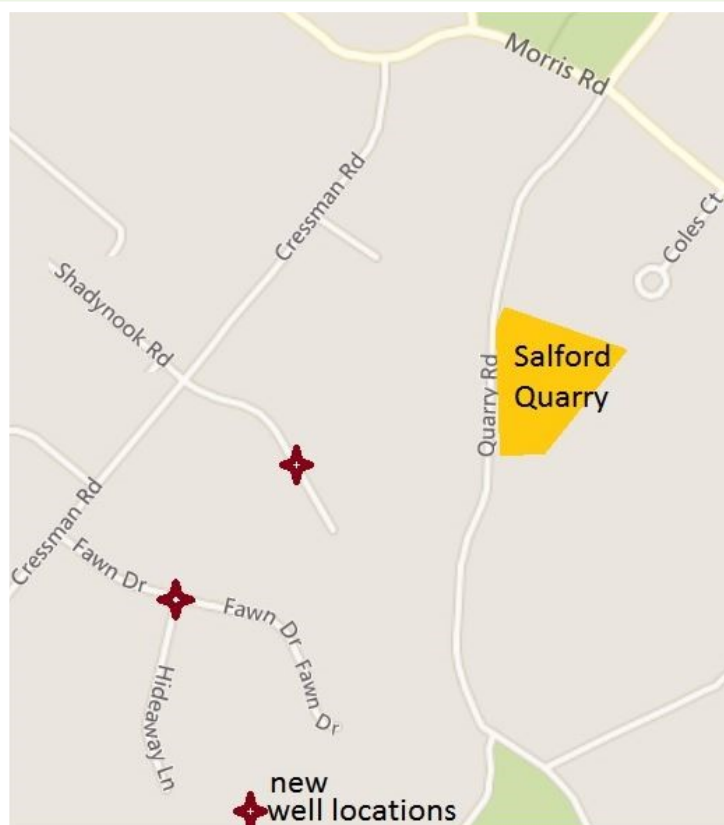 Morris Rd
Cressman Rd
Coles Ct
Shadynook Rd
Salford
Quarry
Quarry Rd
Cressman Rd
Fawn Dr
Fawn Dr
Fawn Dr
Hideaway Ln
new
well locations